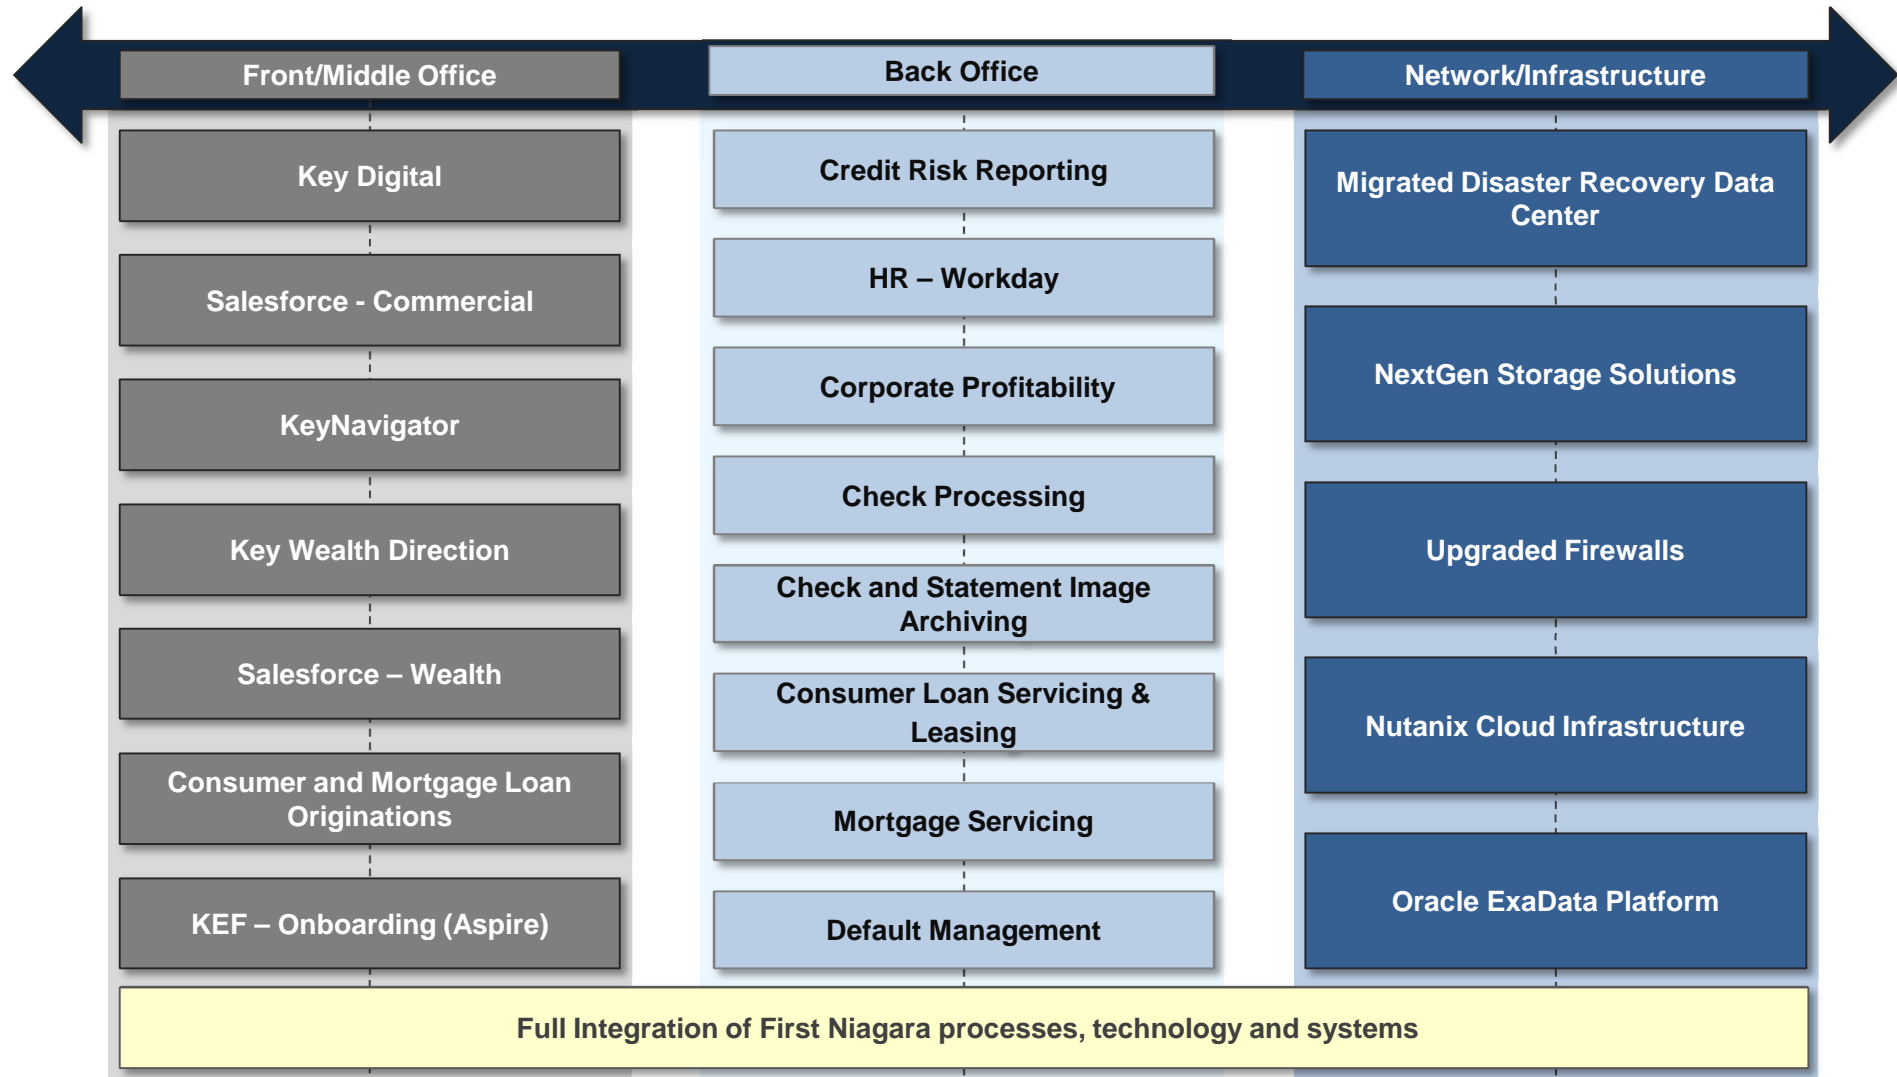 Front/Middle Office
Back Office
Network/Infrastructure
Key Digital
Salesforce - Commercial
KeyNavigator
Key Wealth Direction
Salesforce – Wealth
Consumer and Mortgage Loan
Originations
KEF – Onboarding (Aspire)
Credit Risk Reporting
HR – Workday
Corporate Profitability
Check Processing
Check and Statement Image
Archiving
Consumer Loan Servicing &
Leasing
Mortgage Servicing
Default Management
Migrated Disaster Recovery Data
Center
NextGen Storage Solutions
Upgraded Firewalls
Nutanix Cloud Infrastructure
Oracle ExaData Platform
Full Integration of First Niagara processes, technology and systems